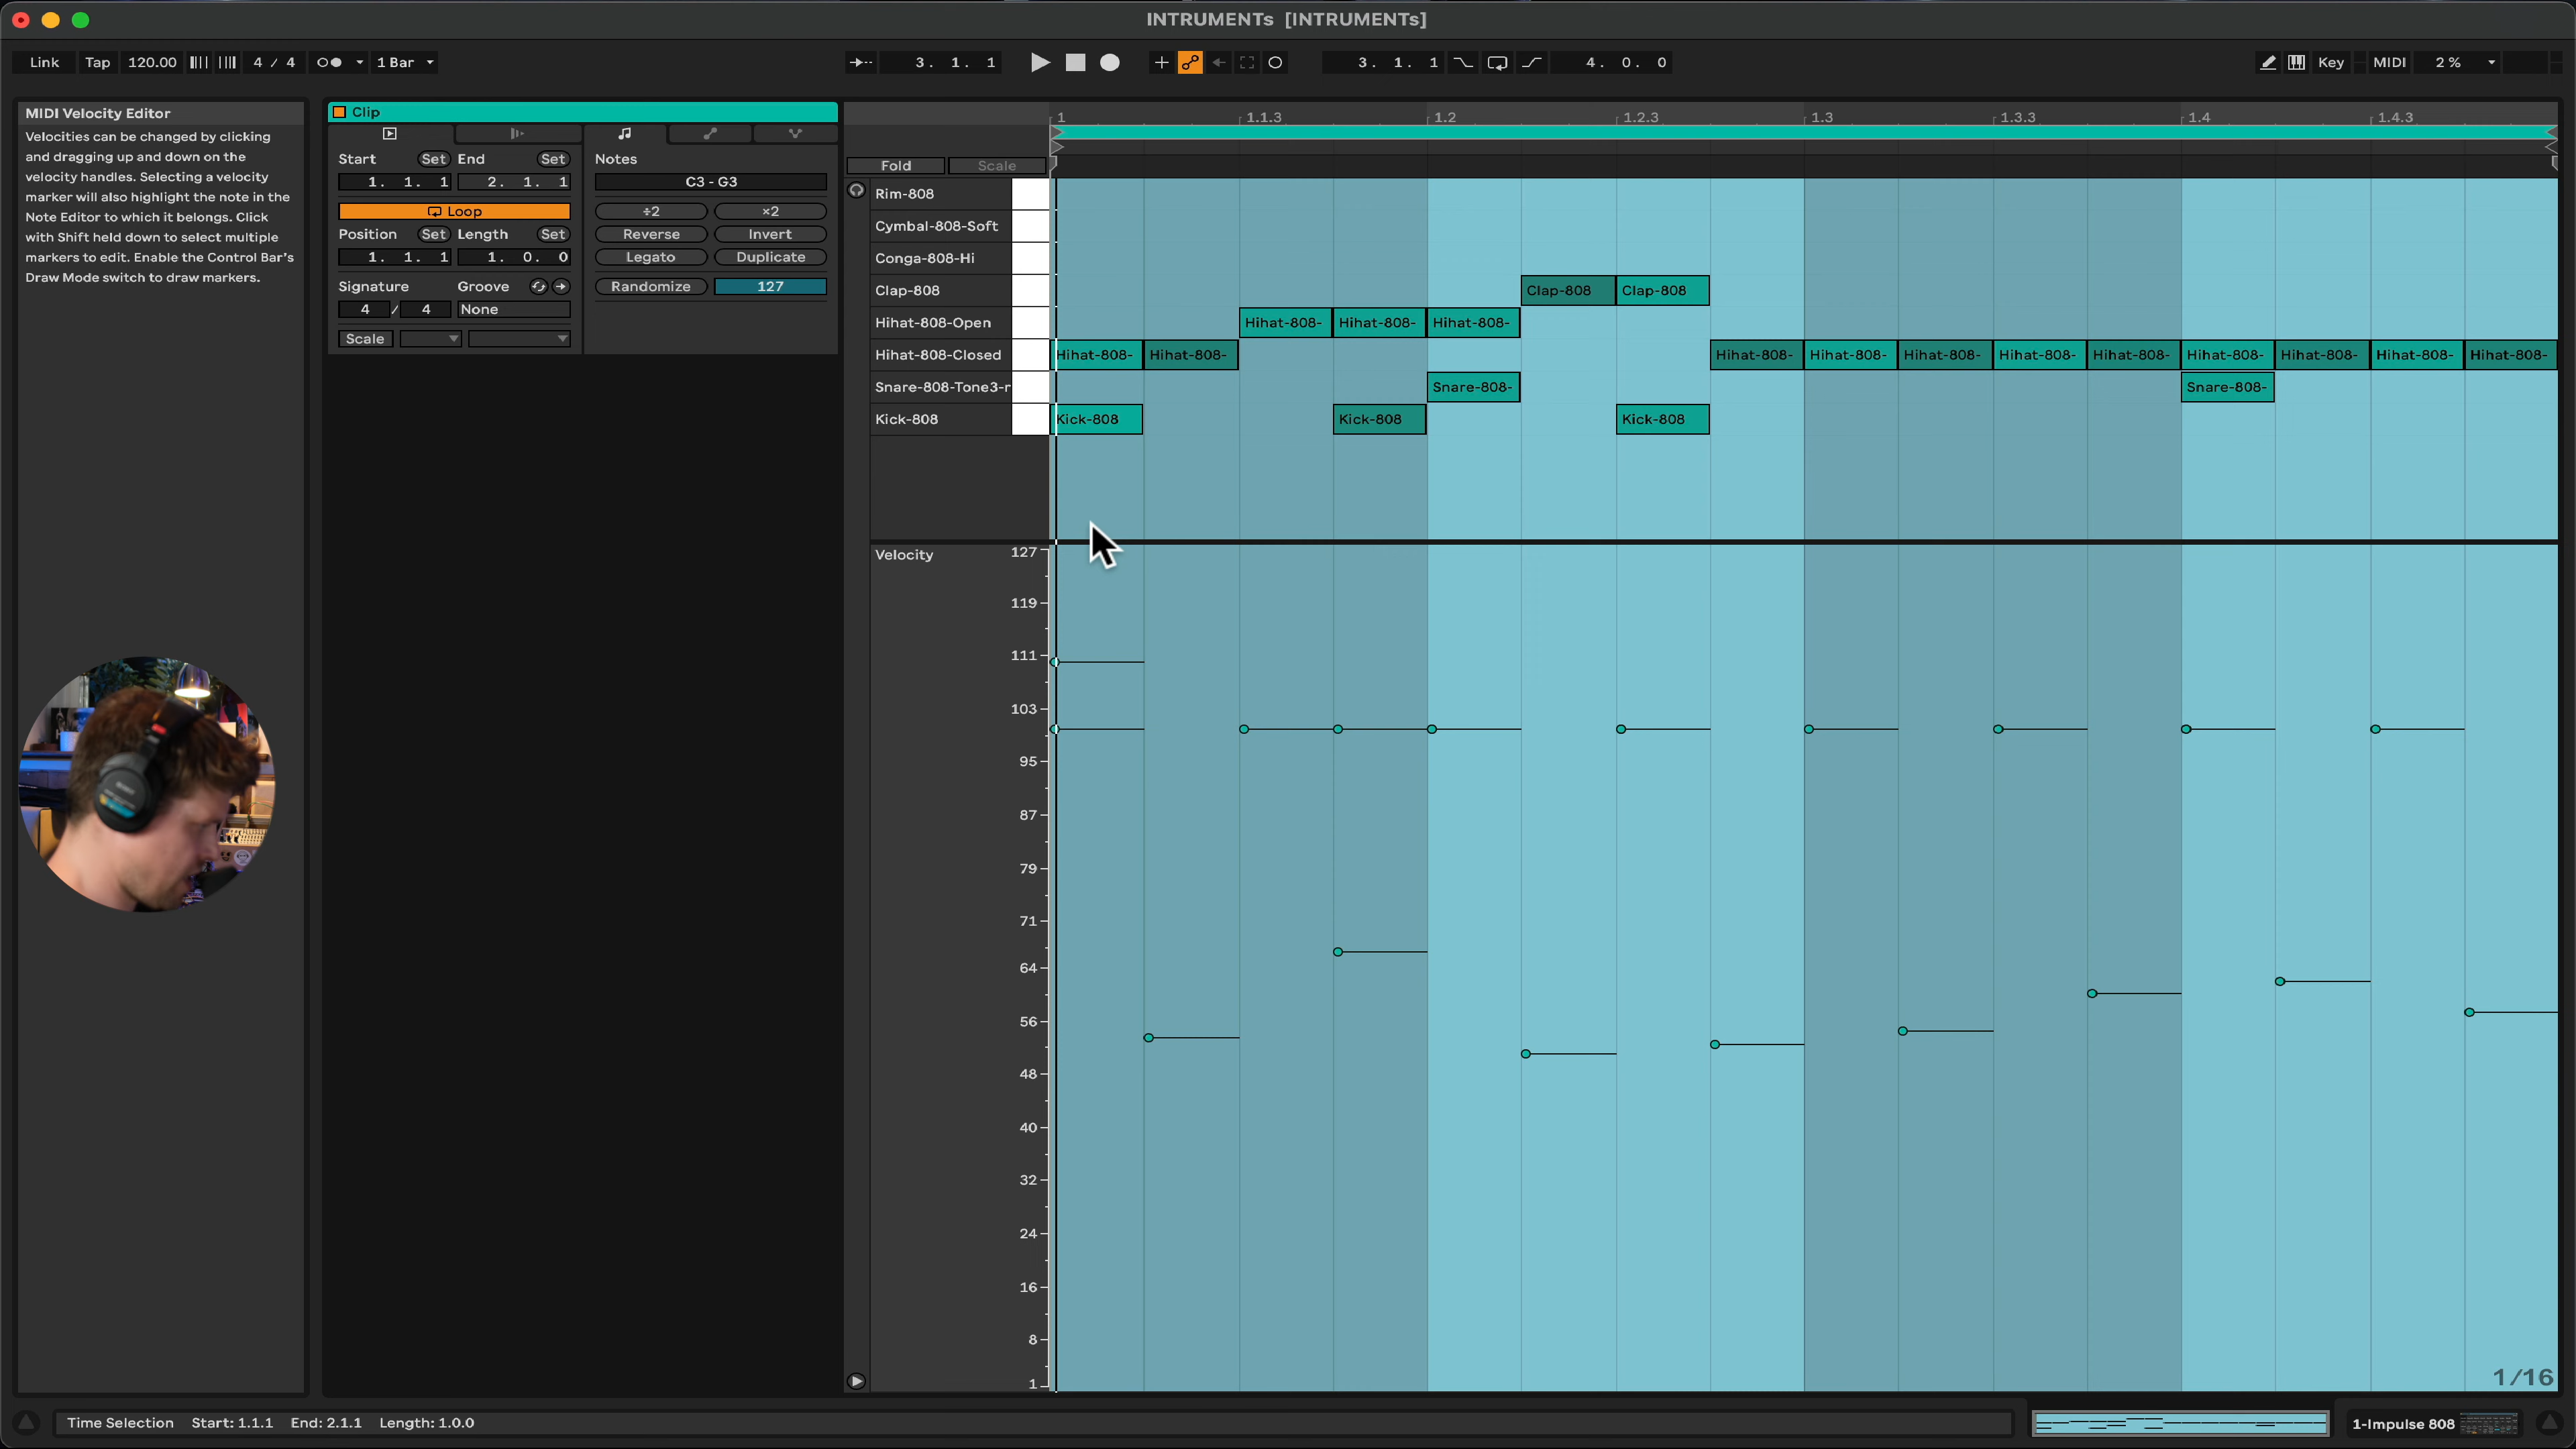 INTRUMENTs [INTRUMENTs]
Link Tap 120.00 4 / 4 1 Bar 3. 1. 1 3. 1. 1 4. 0. 0 Key MIDI 2 %
MIDI Velocity Editor
Velocities can be changed by clicking
and dragging up and down on the
velocity handles. Selecting a velocity
marker will also highlight the note in the
Note Editor to which it belongs. Click
with Shift held down to select multiple
markers to edit. Enable the Control Bar's
Draw Mode switch to draw markers.
Clip
Start Set End Set
1. 1. 1 2. 1. 1
Loop
Position Set Length Set
1. 1. 1 1. 0. 0
Signature Groove
4 / 4 None
Scale
Notes
C3 - G3
÷2 ×2
Reverse Invert
Legato Duplicate
Randomize 127
1 1.1.3 1.2 1.2.3 1.3 1.3.3 1.4 1.4.3
Fold Scale
Rim-808
Cymbal-808-Soft
Conga-808-Hi
Clap-808 Clap-808 Clap-808
Hihat-808-Open Hihat-808- Hihat-808- Hihat-808-
Hihat-808-Closed Hihat-808- Hihat-808- Hihat-808- Hihat-808- Hihat-808- Hihat-808- Hihat-808- Hihat-808- Hihat-808- Hihat-808- Hihat-808-
Snare-808-Tone3-r Snare-808- Snare-808-
Kick-808 Kick-808 Kick-808 Kick-808
Velocity 127
119
111
103
95
87
79
71
64
56
48
40
32
24
16
8
1
1/16
Time Selection Start: 1.1.1 End: 2.1.1 Length: 1.0.0
1-Impulse 808